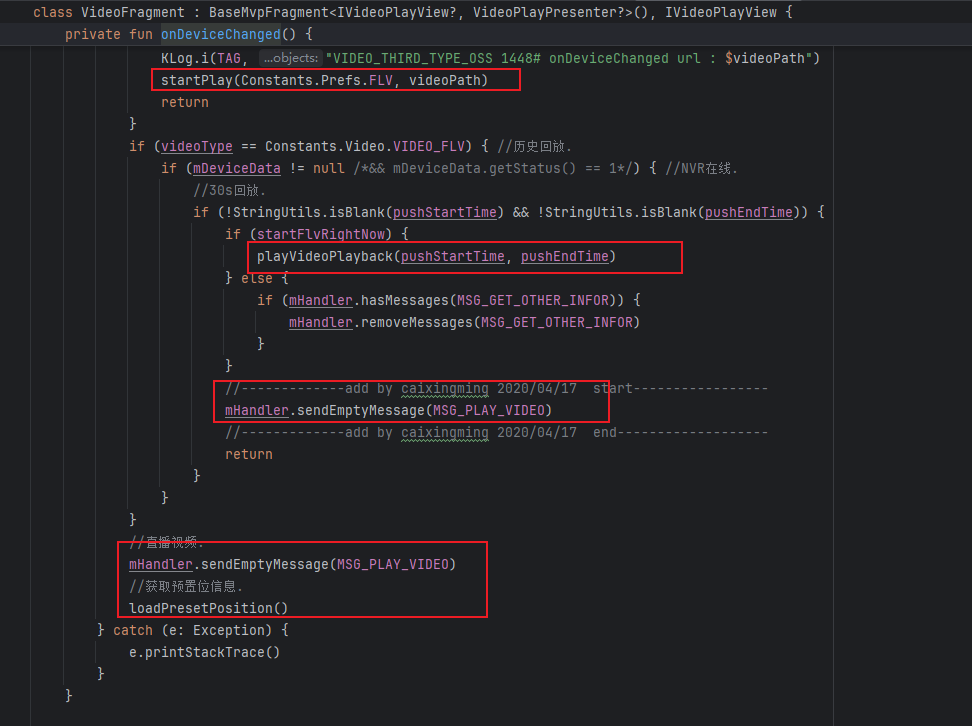 class VideoFragment : BaseMvpFragment<IVideoPlayView?, VideoPlayPresenter?>(), IVideoPlayView {
private fun onDeviceChanged() {
KLog.i(TAG, ...objects: "VIDEO_THIRD_TYPE_OSS 1448# onDeviceChanged url : $videoPath")
startPlay(Constants.Prefs.FLV, videoPath)
return
}
if (videoType == Constants.Video.VIDEO_FLV) { //历史回放.
if (mDeviceData != null /*&& mDeviceData.getStatus() == 1*/) { //NVR在线.
//30s回放.
if (!StringUtils.isBlank(pushStartTime) && !StringUtils.isBlank(pushEndTime)) {
if (startFlvRightNow) {
playVideoPlayback(pushStartTime, pushEndTime)
} else {
if (mHandler.hasMessages(MSG_GET_OTHER_INFOR)) {
mHandler.removeMessages(MSG_GET_OTHER_INFOR)
}
}
//-------------add by caixingming 2020/04/17  start-----------------
mHandler.sendEmptyMessage(MSG_PLAY_VIDEO)
//-------------add by caixingming 2020/04/17  end-------------------
return
}
}
}
//直播视频.
mHandler.sendEmptyMessage(MSG_PLAY_VIDEO)
//获取预置位信息.
loadPresetPosition()
} catch (e: Exception) {
e.printStackTrace()
}
}